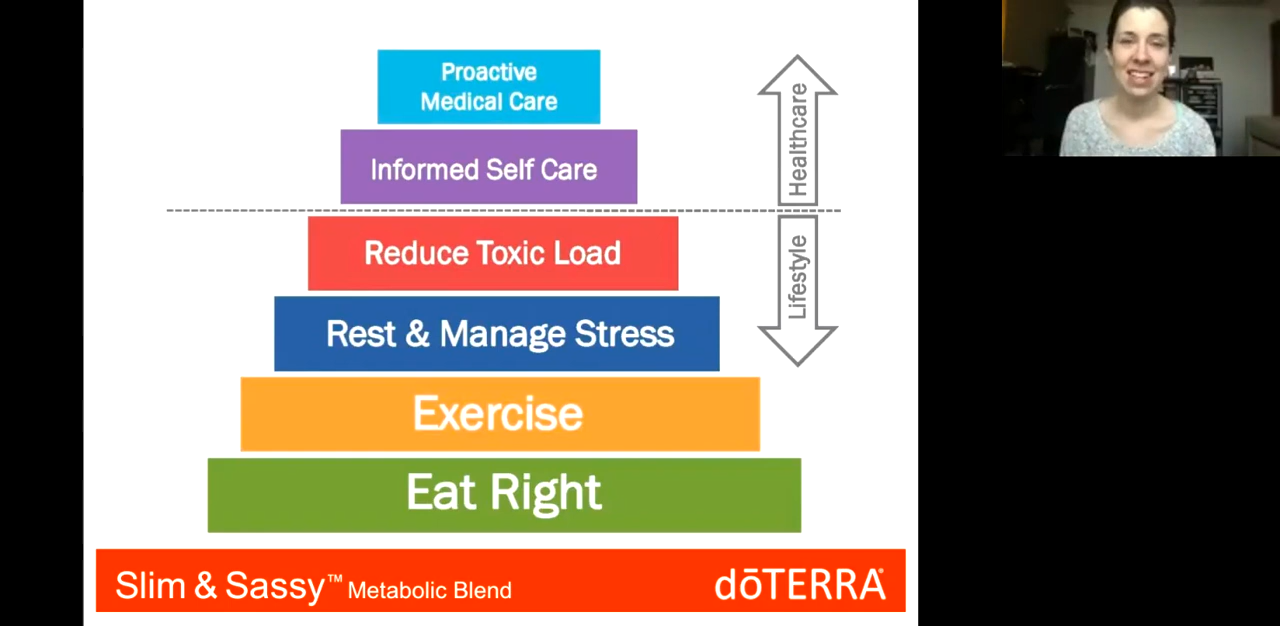 Proactive
Medical Care
Informed Self Care
Healthcare
Reduce Toxic Load
Lifestyle
Rest & Manage Stress
Exercise
Eat Right
Slim & Sassy™ Metabolic Blend
dōTERRA®